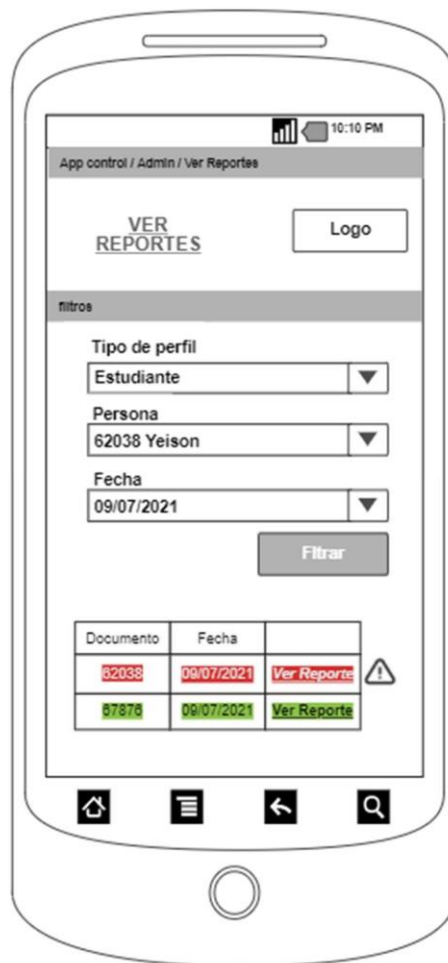 10:10 PM
App control / Admin / Ver Reportes
VER
REPORTES
Logo
filtros
Tipo de perfil
Estudiante
Persona
62038 Yeison
Fecha
09/07/2021
Fltrar
Documento Fecha
62038 09/07/2021 Ver Reporte
67876 09/07/2021 Ver Reporte